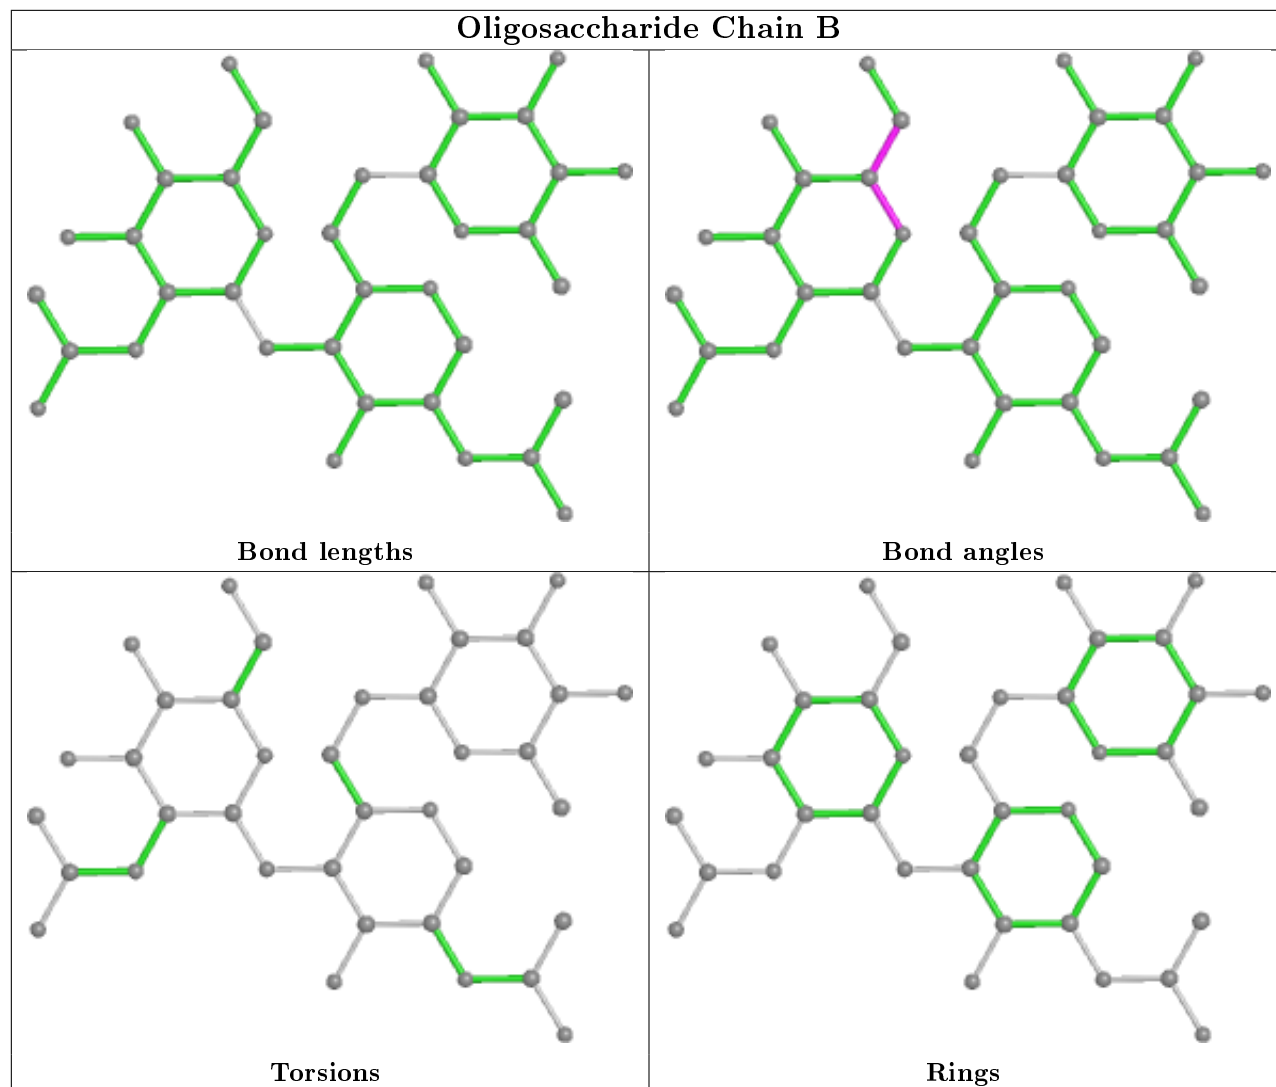 Oligosaccharide Chain B
Bond lengths
Bond angles
Torsions
Rings